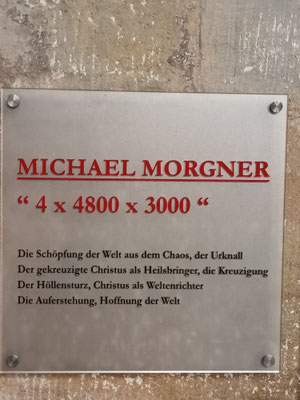 MICHAEL MORGNER
“ 4 x 4800 x 3000 “
Die Schöpfung der Welt aus dem Chaos, der Urknall
Der gekreuzigte Christus als Heilsbringer, die Kreuzigung
Der Höllensturz, Christus als Weltenrichter
Die Auferstehung, Hoffnung der Welt